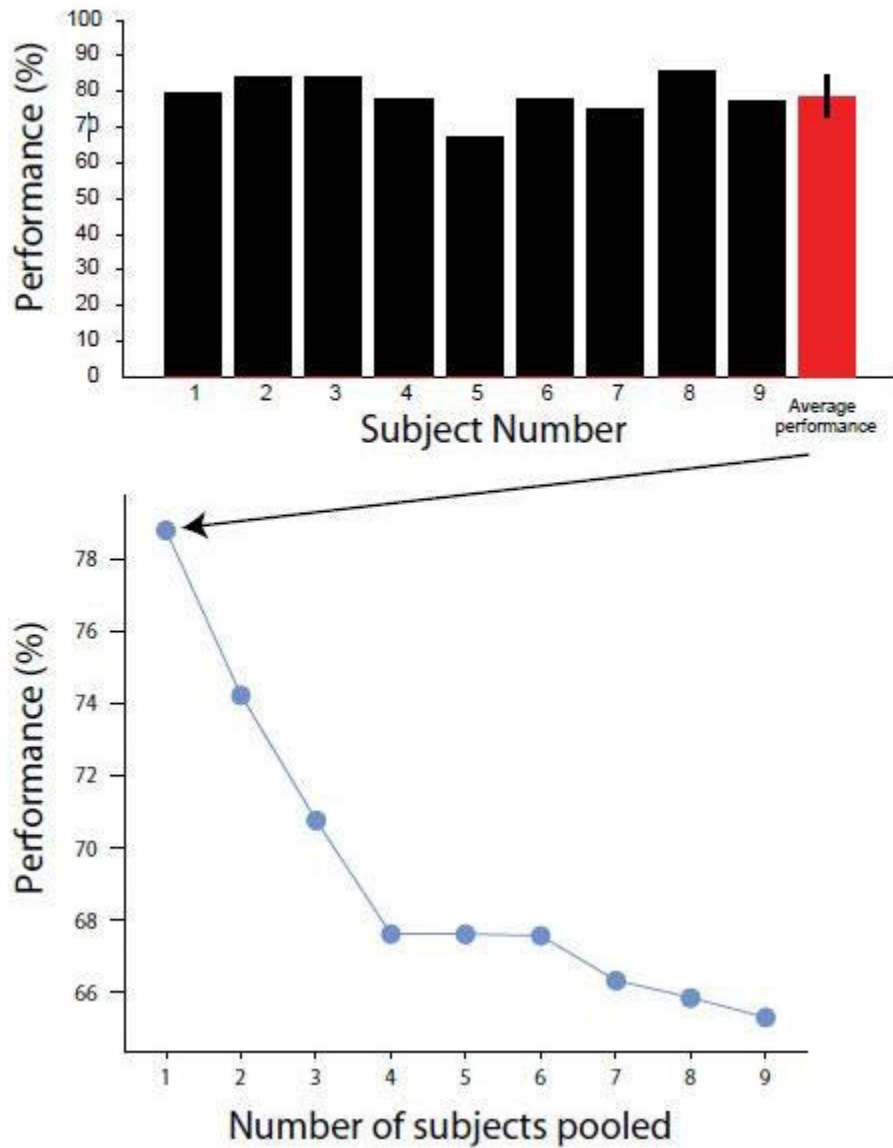 Performance (%)
100
90
80
70
60
50
40
30
20
10
0
1 2 3 4 5 6 7 8 9
Average
performance
Subject Number
Performance (%)
78
76
74
72
70
68
66
1 2 3 4 5 6 7 8 9
Number of subjects pooled